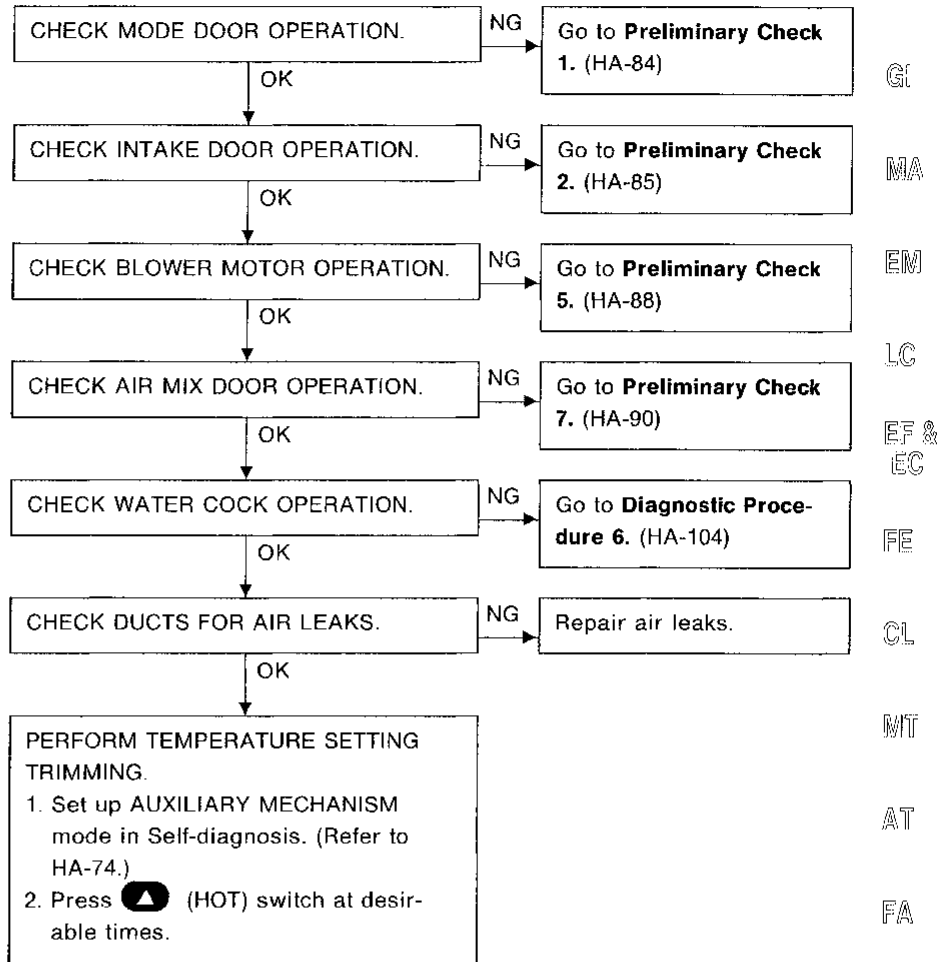 CHECK MODE DOOR OPERATION.
NG
Go to Preliminary Check
1. (HA-84)
OK
CHECK INTAKE DOOR OPERATION.
NG
Go to Preliminary Check
2. (HA-85)
OK
CHECK BLOWER MOTOR OPERATION.
NG
Go to Preliminary Check
5. (HA-88)
OK
CHECK AIR MIX DOOR OPERATION.
NG
Go to Preliminary Check
7. (HA-90)
OK
CHECK WATER COCK OPERATION.
NG
Go to Diagnostic Proce-
dure 6. (HA-104)
OK
CHECK DUCTS FOR AIR LEAKS.
NG
Repair air leaks.
OK
PERFORM TEMPERATURE SETTING
TRIMMING.
1. Set up AUXILIARY MECHANISM
mode in Self-diagnosis. (Refer to
HA-74.)
2. Press (HOT) switch at desir-
able times.
GI
MA
EM
LC
EF &
EC
FE
CL
MT
AT
FA